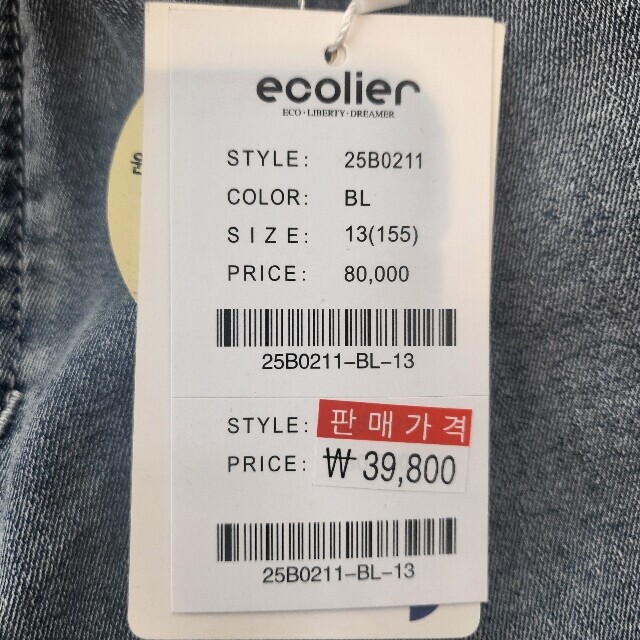 ecolier
ECO·LIBERTY·DREAMER
STYLE: 25B0211
COLOR: BL
SIZE: 13(155)
PRICE: 80,000
25B0211-BL-13
STYLE: 판매가격
PRICE: ₩ 39,800
25B0211-BL-13